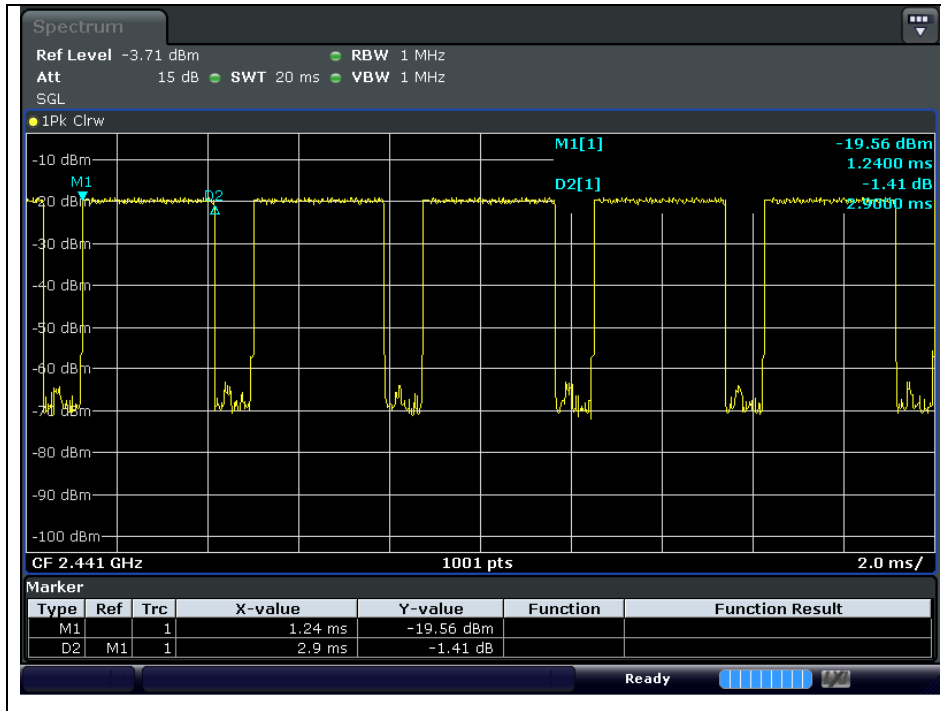 Spectrum
Ref Level -3.71 dBm RBW 1 MHz
Att 15 dB SWT 20 ms VBW 1 MHz
SGL
1Pk Clrw
M1[1] -19.56 dBm
1.2400 ms
D2[1] -1.41 dB
2.9000 ms
-10 dBm
M1
D2
-20 dBm
-30 dBm
-40 dBm
-50 dBm
-60 dBm
-70 dBm
-80 dBm
-90 dBm
-100 dBm
CF 2.441 GHz 1001 pts 2.0 ms/
Marker
Type Ref Trc X-value Y-value Function Function Result
M1 1 1.24 ms -19.56 dBm
D2 M1 1 2.9 ms -1.41 dB
Ready